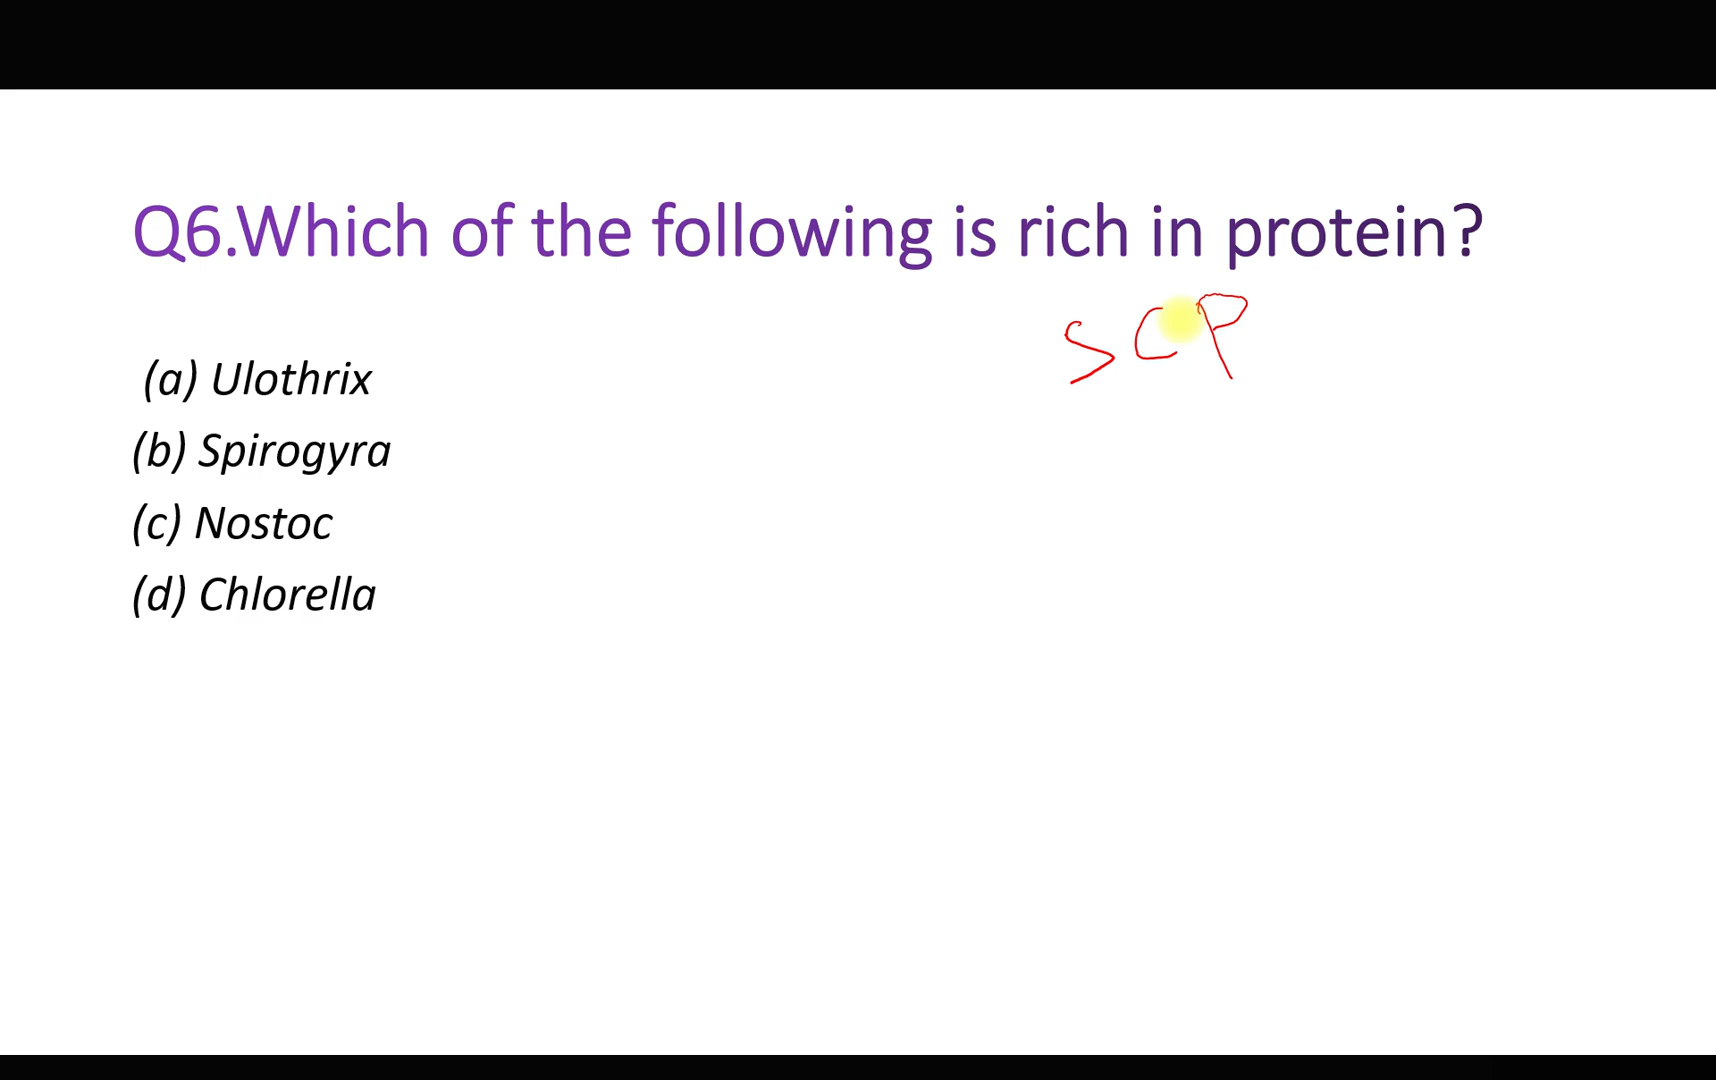 Q6.Which of the following is rich in protein?
SCP
(a) Ulothrix
(b) Spirogyra
(c) Nostoc
(d) Chlorella